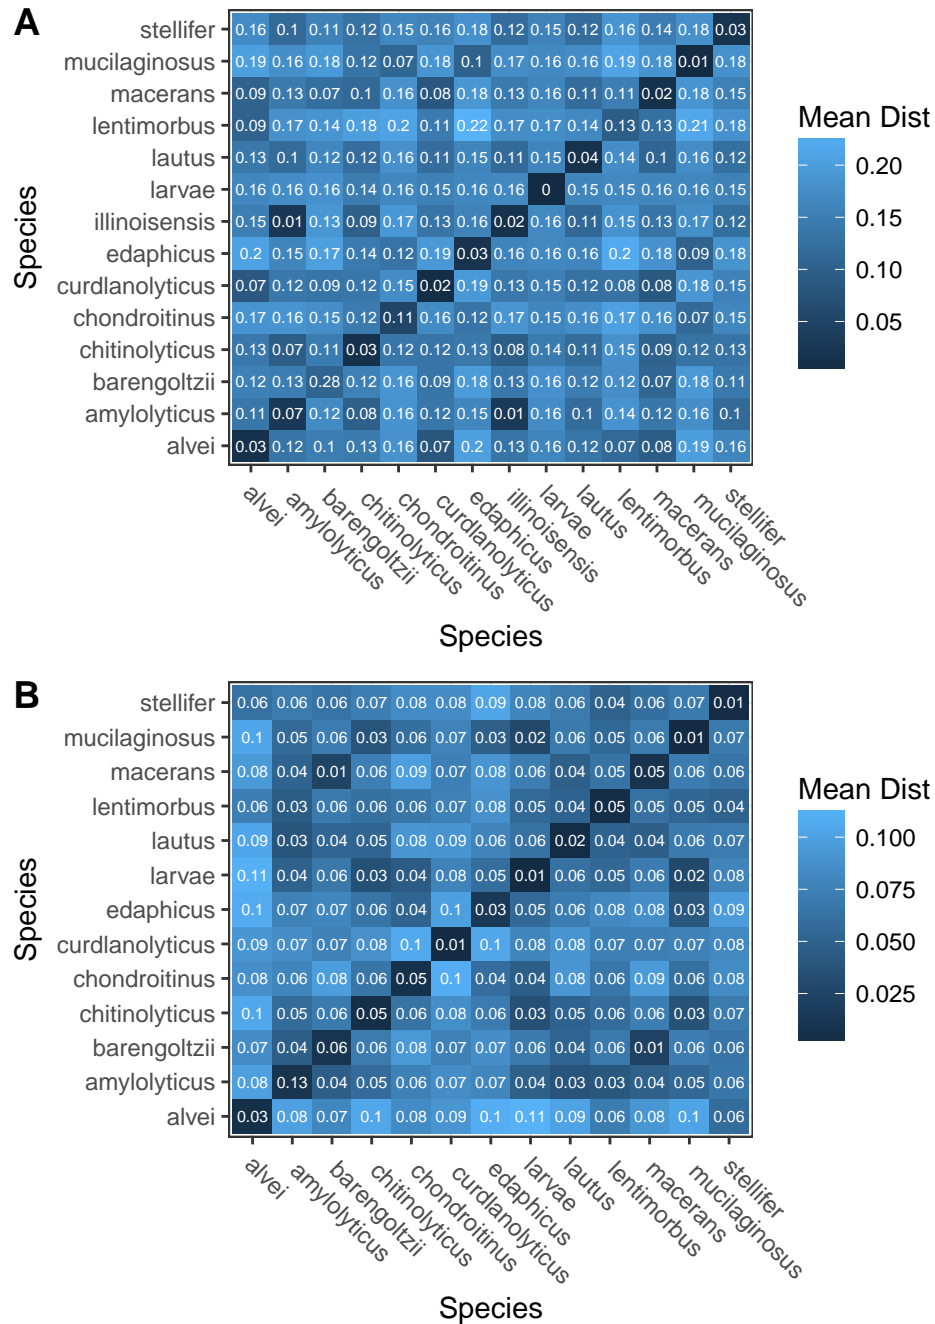 A
stellifer 0.16 0.1 0.11 0.12 0.15 0.16 0.18 0.12 0.15 0.12 0.16 0.14 0.18 0.03
mucilaginosus 0.19 0.16 0.18 0.12 0.07 0.18 0.1 0.17 0.16 0.16 0.19 0.18 0.01 0.18
macerans 0.09 0.13 0.07 0.1 0.16 0.08 0.18 0.13 0.16 0.11 0.11 0.02 0.18 0.15
lentimorbus 0.09 0.17 0.14 0.18 0.2 0.11 0.22 0.17 0.17 0.14 0.13 0.13 0.21 0.18
lautus 0.13 0.1 0.12 0.12 0.16 0.11 0.15 0.11 0.15 0.04 0.14 0.1 0.16 0.12
larvae 0.16 0.16 0.16 0.14 0.16 0.15 0.16 0.16 0 0.15 0.15 0.16 0.16 0.15
illinoisensis 0.15 0.01 0.13 0.09 0.17 0.13 0.16 0.02 0.16 0.11 0.15 0.13 0.17 0.12
edaphicus 0.2 0.15 0.17 0.14 0.12 0.19 0.03 0.16 0.16 0.16 0.2 0.18 0.09 0.18
curdlanolyticus 0.07 0.12 0.09 0.12 0.15 0.02 0.19 0.13 0.15 0.12 0.08 0.08 0.18 0.15
chondroitinus 0.17 0.16 0.15 0.12 0.11 0.16 0.12 0.17 0.15 0.16 0.17 0.16 0.07 0.15
chitinolyticus 0.13 0.07 0.11 0.03 0.12 0.12 0.13 0.08 0.14 0.11 0.15 0.09 0.12 0.13
barengoltzii 0.12 0.13 0.28 0.12 0.16 0.09 0.18 0.13 0.16 0.12 0.12 0.07 0.18 0.11
amylolyticus 0.11 0.07 0.12 0.08 0.16 0.12 0.15 0.01 0.16 0.1 0.14 0.12 0.16 0.1
alvei 0.03 0.12 0.1 0.13 0.16 0.07 0.2 0.13 0.16 0.12 0.07 0.08 0.19 0.16
Species
alvei
amylolyticus
barengoltzii
chitinolyticus
chondroitinus
curdlanolyticus
edaphicus
illinoisensis
larvae
lautus
lentimorbus
macerans
mucilaginosus
stellifer
Species
Mean Dist
0.20
0.15
0.10
0.05
B
stellifer 0.06 0.06 0.06 0.07 0.08 0.08 0.09 0.08 0.06 0.04 0.06 0.07 0.01
mucilaginosus 0.1 0.05 0.06 0.03 0.06 0.07 0.03 0.02 0.06 0.05 0.06 0.01 0.07
macerans 0.08 0.04 0.01 0.06 0.09 0.07 0.08 0.06 0.04 0.05 0.05 0.06 0.06
lentimorbus 0.06 0.03 0.06 0.06 0.06 0.07 0.08 0.05 0.04 0.05 0.05 0.05 0.04
lautus 0.09 0.03 0.04 0.05 0.08 0.09 0.06 0.06 0.02 0.04 0.04 0.06 0.07
larvae 0.11 0.04 0.06 0.03 0.04 0.08 0.05 0.01 0.06 0.05 0.06 0.02 0.08
edaphicus 0.1 0.07 0.07 0.06 0.04 0.1 0.03 0.05 0.06 0.08 0.08 0.03 0.09
curdlanolyticus 0.09 0.07 0.07 0.08 0.1 0.01 0.1 0.08 0.08 0.07 0.07 0.07 0.08
chondroitinus 0.08 0.06 0.08 0.06 0.05 0.1 0.04 0.04 0.08 0.06 0.09 0.06 0.08
chitinolyticus 0.1 0.05 0.06 0.05 0.06 0.08 0.06 0.03 0.05 0.06 0.06 0.03 0.07
barengoltzii 0.07 0.04 0.06 0.06 0.08 0.07 0.07 0.06 0.04 0.06 0.01 0.06 0.06
amylolyticus 0.08 0.13 0.04 0.05 0.06 0.07 0.07 0.04 0.03 0.03 0.04 0.05 0.06
alvei 0.03 0.08 0.07 0.1 0.08 0.09 0.1 0.11 0.09 0.06 0.08 0.1 0.06
Species
alvei
amylolyticus
barengoltzii
chitinolyticus
chondroitinus
curdlanolyticus
edaphicus
larvae
lautus
lentimorbus
macerans
mucilaginosus
stellifer
Species
Mean Dist
0.100
0.075
0.050
0.025